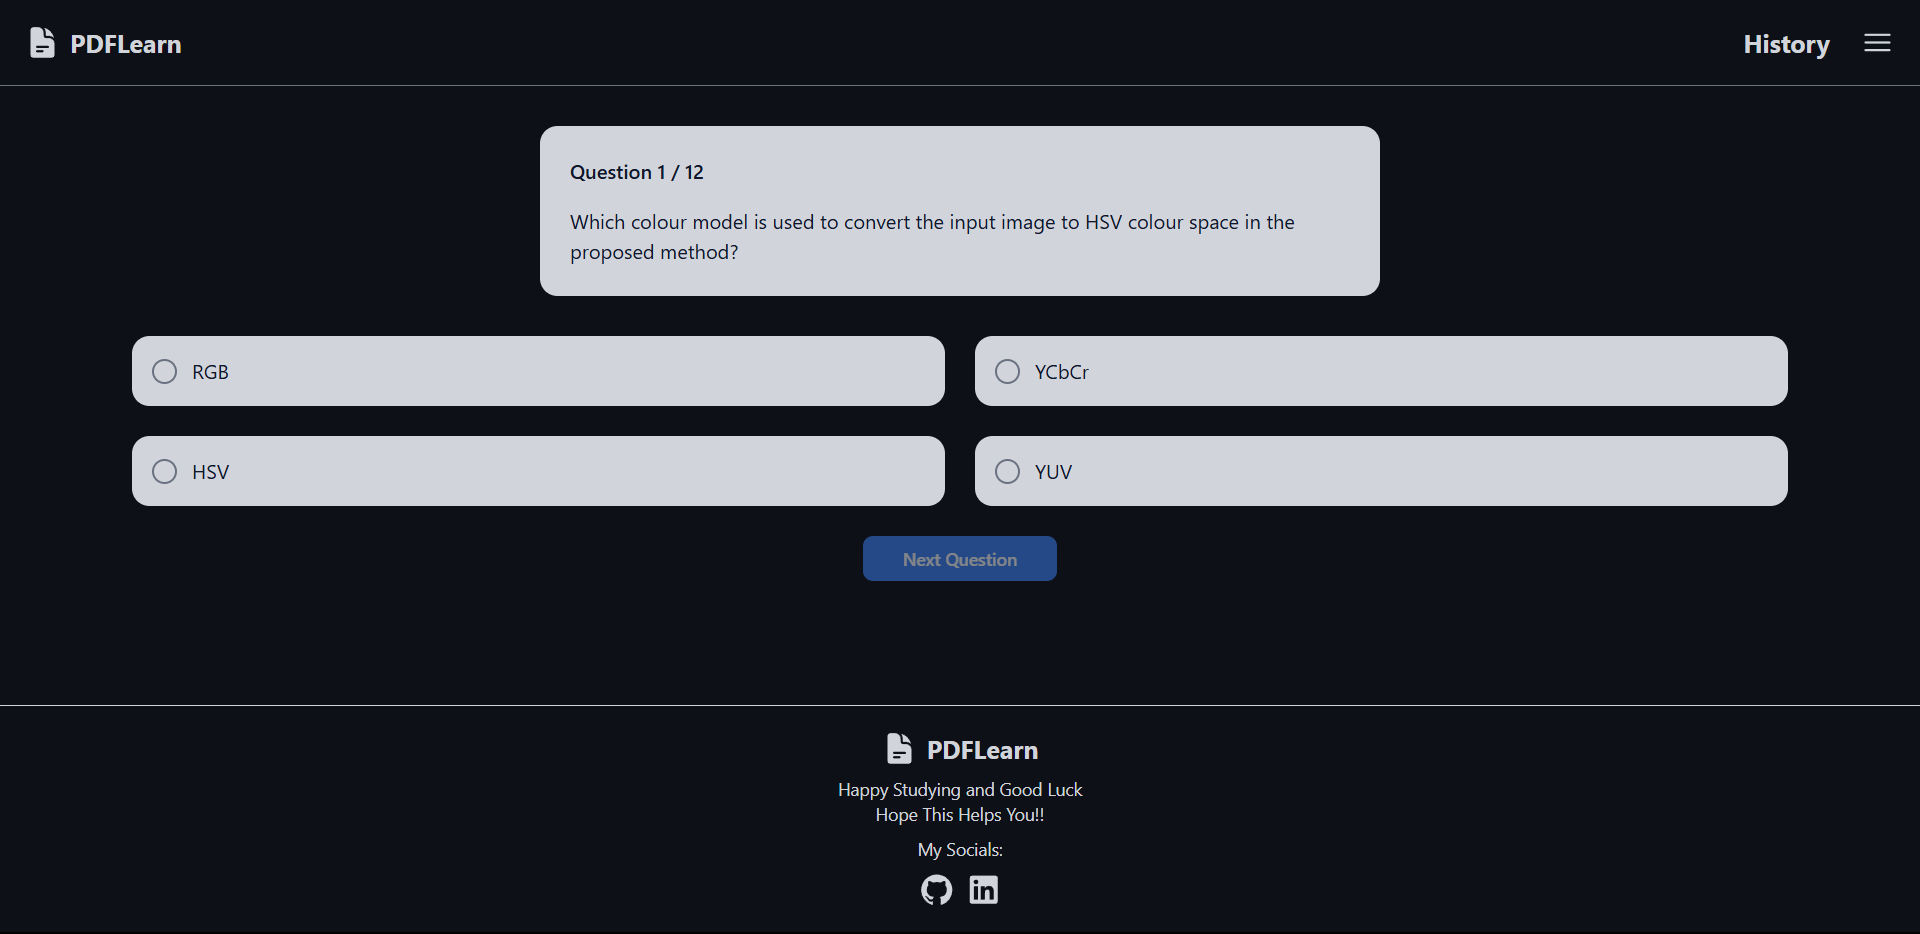 PDFLearn
History
Question 1 / 12
Which colour model is used to convert the input image to HSV colour space in the
proposed method?
RGB
YCbCr
HSV
YUV
Next Question
PDFLearn
Happy Studying and Good Luck
Hope This Helps You!!
My Socials:
in